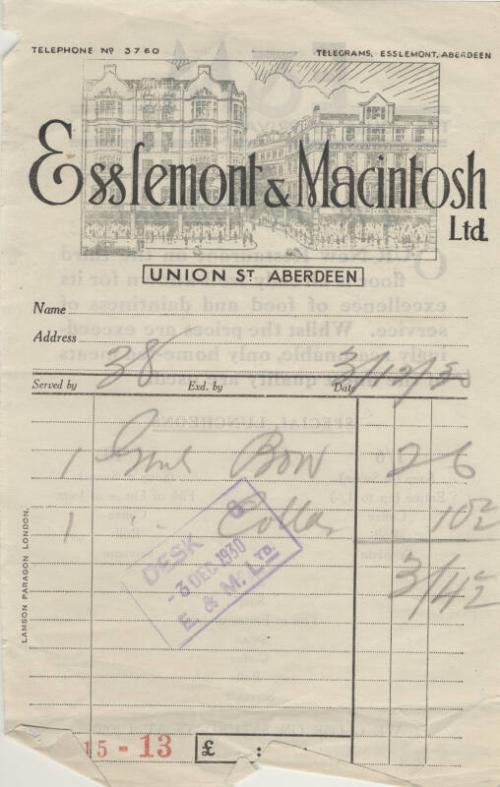 TELEPHONE Nº 3760 TELEGRAMS, ESSLEMONT, ABERDEEN
Esslemont & Macintosh
Ltd.
UNION ST. ABERDEEN
Name
Address
38 3/12/30
Served by Exd. by Date
1 Bow 2 6
1 " Collar 10½
3/4½
DESK 8
- 3 DEC 1930
E. & M. LTD.
LAMSON PARAGON LONDON.
15 - 13 £ :